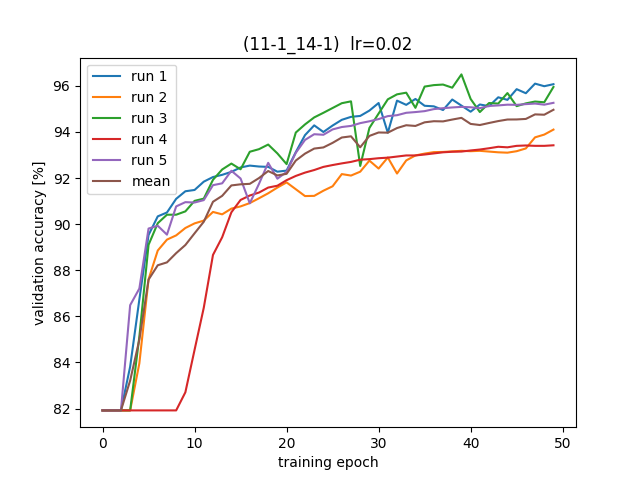 (11-1_14-1)  lr=0.02
run 1
run 2
run 3
run 4
run 5
mean
validation accuracy [%]
96
94
92
90
88
86
84
82
0 10 20 30 40 50
training epoch